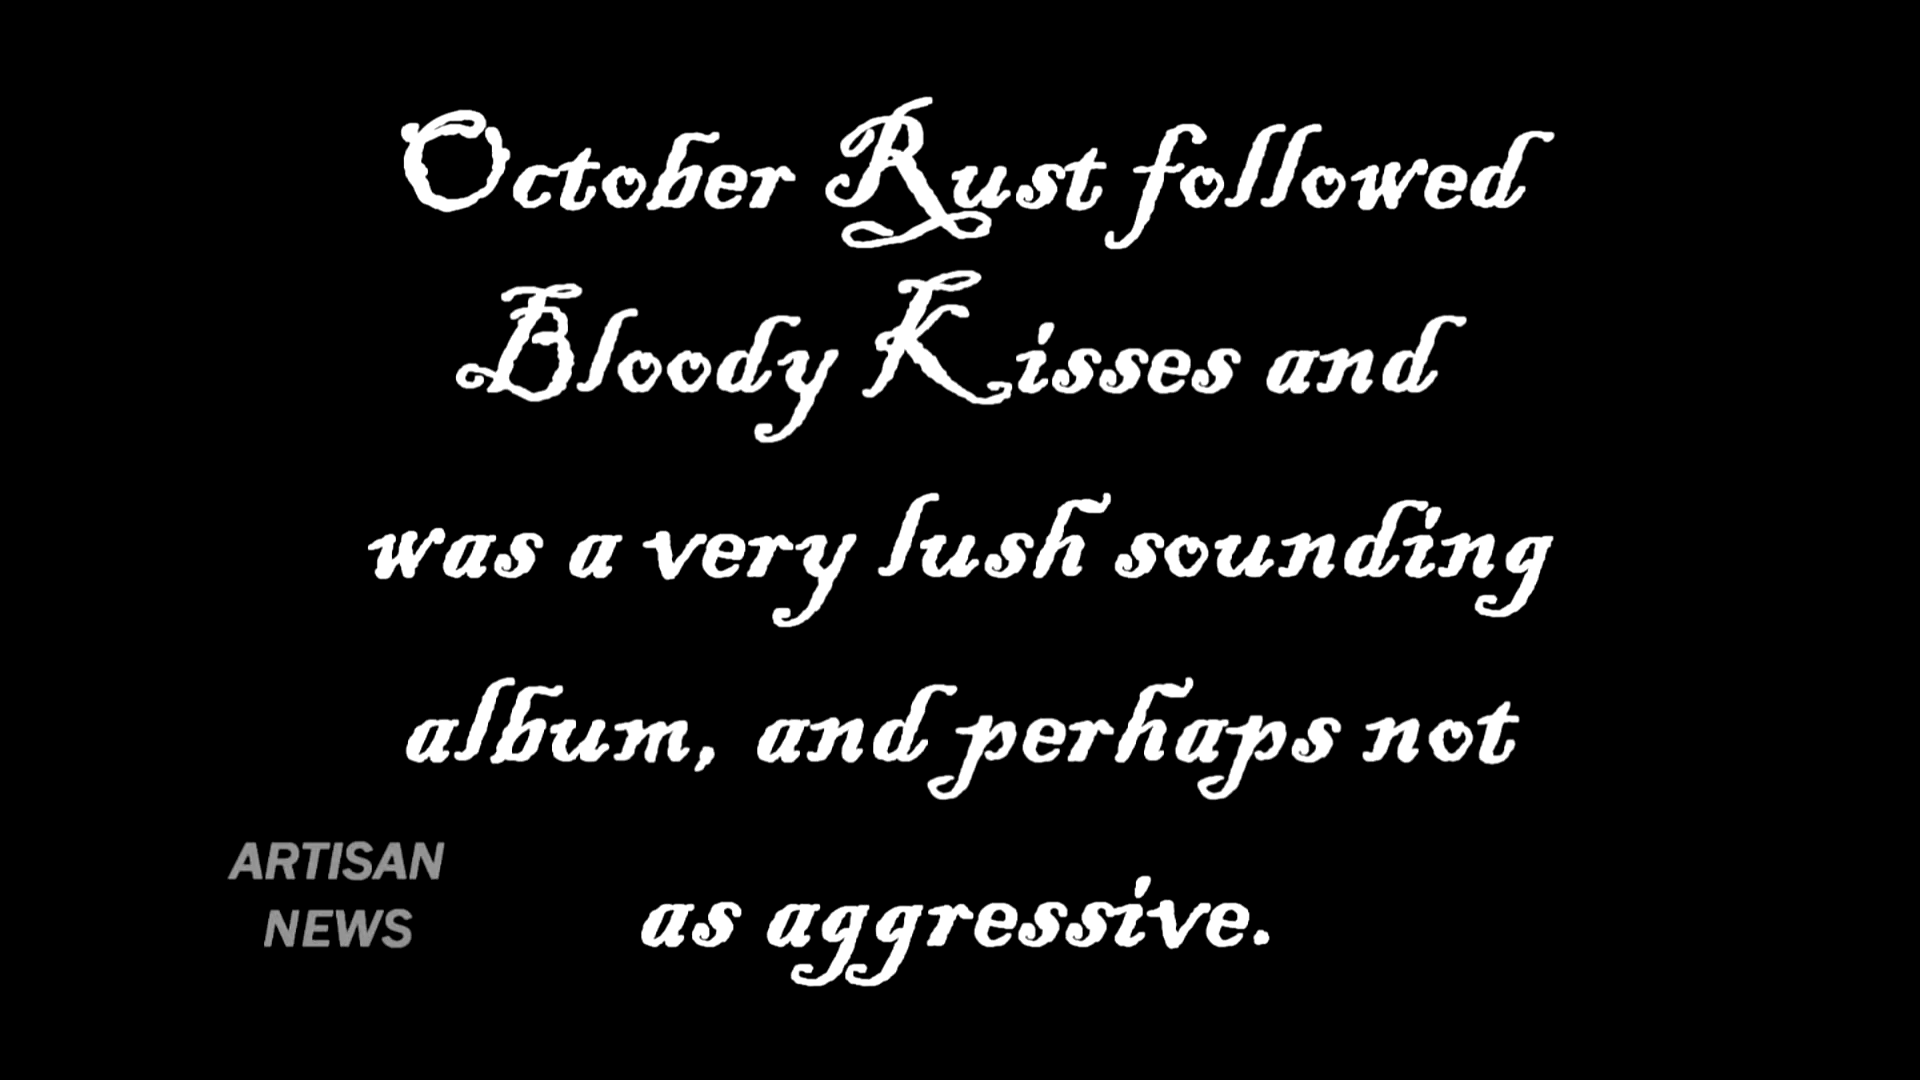 October Rust followed
Bloody Kisses and
was a very lush sounding
album, and perhaps not
as aggressive.
ARTISAN
NEWS